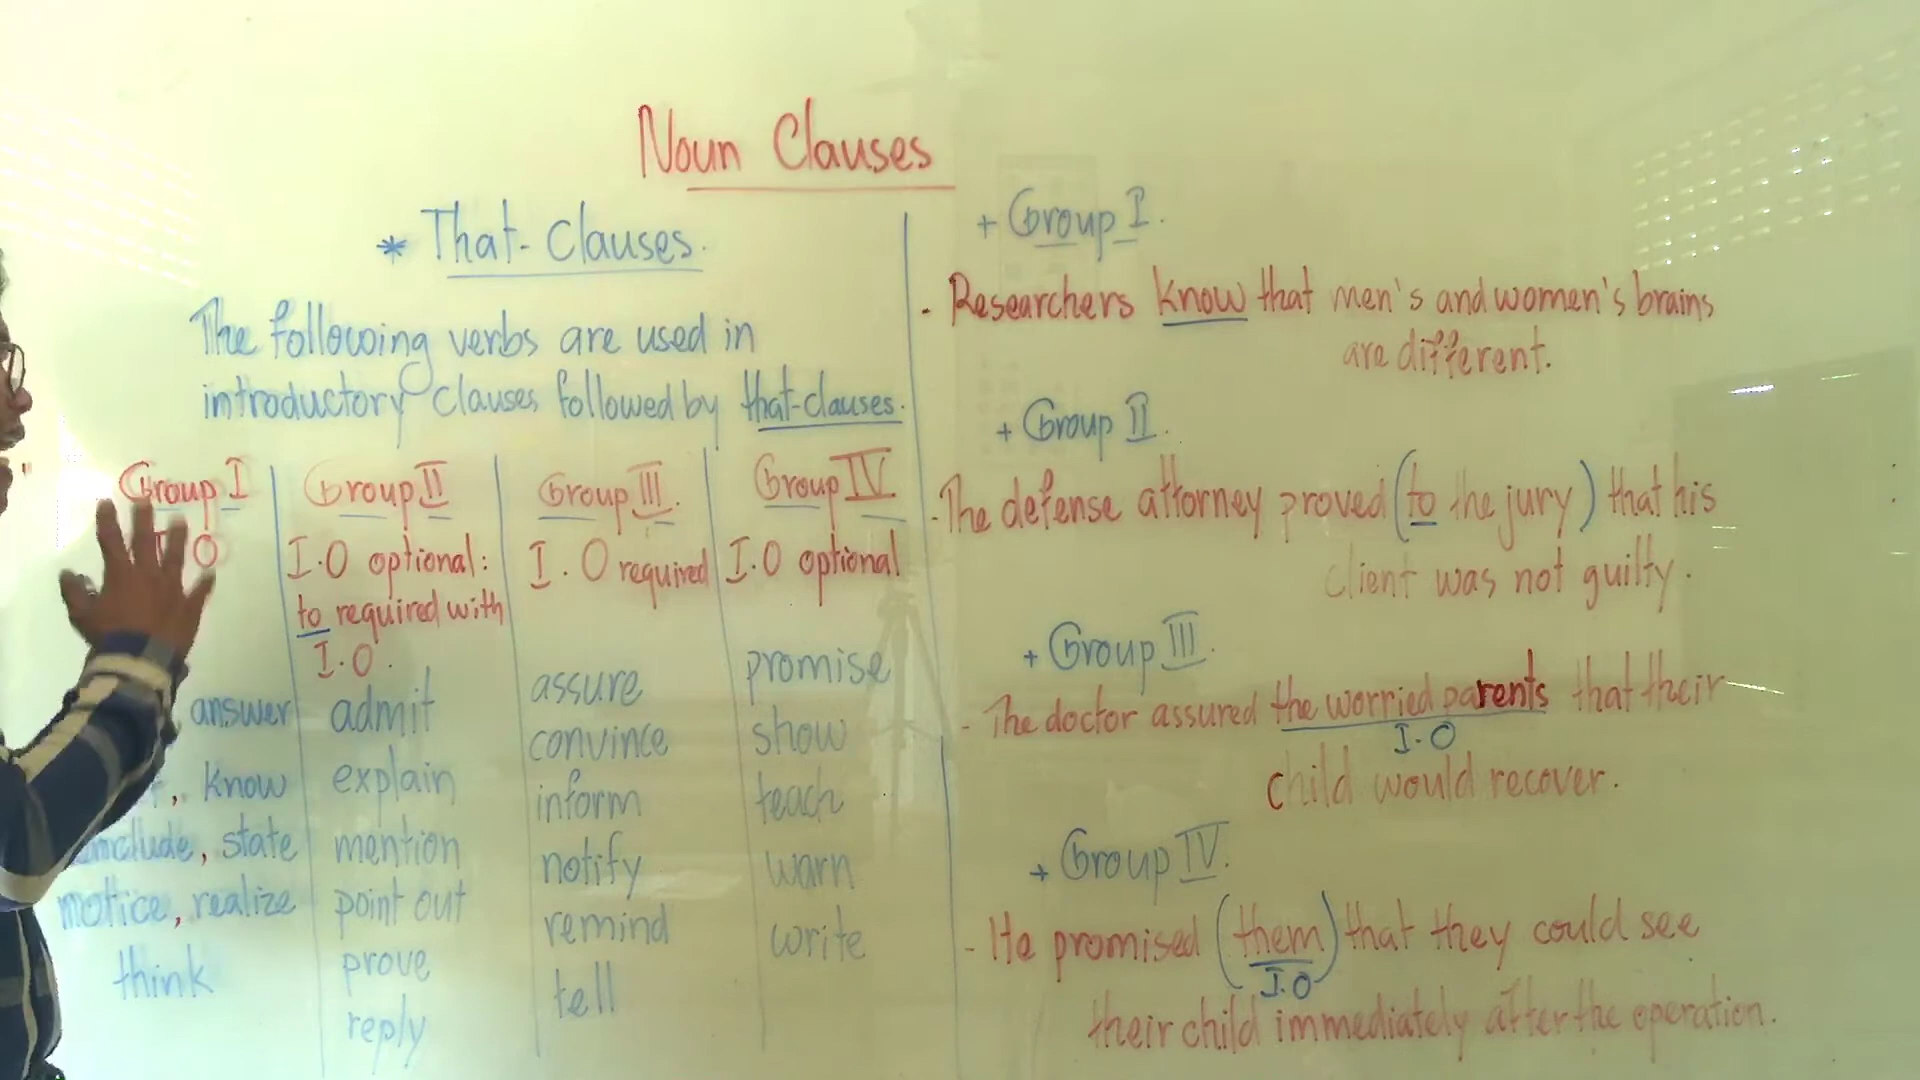 Noun Clauses
* That-Clauses.
The following verbs are used in
introductory clauses followed by that-clauses.
Group I
O
answer
, know
, state
notice, realize
think
Group II
I.O optional:
to required with
I.O.
admit
explain
mention
point out
prove
reply
Group III.
I.O required
assure
convince
inform
notify
remind
tell
Group IV
I.O optional
promise
show
teach
warn
write
+ Group I.
- Researchers know that men's and women's brains
are different.
+ Group II.
- The defense attorney proved (to the jury) that his
client was not guilty.
+ Group III.
- The doctor assured the worried parents that their
I.O
child would recover.
+ Group IV.
- He promised (them) that they could see
I.O
their child immediately after the operation.